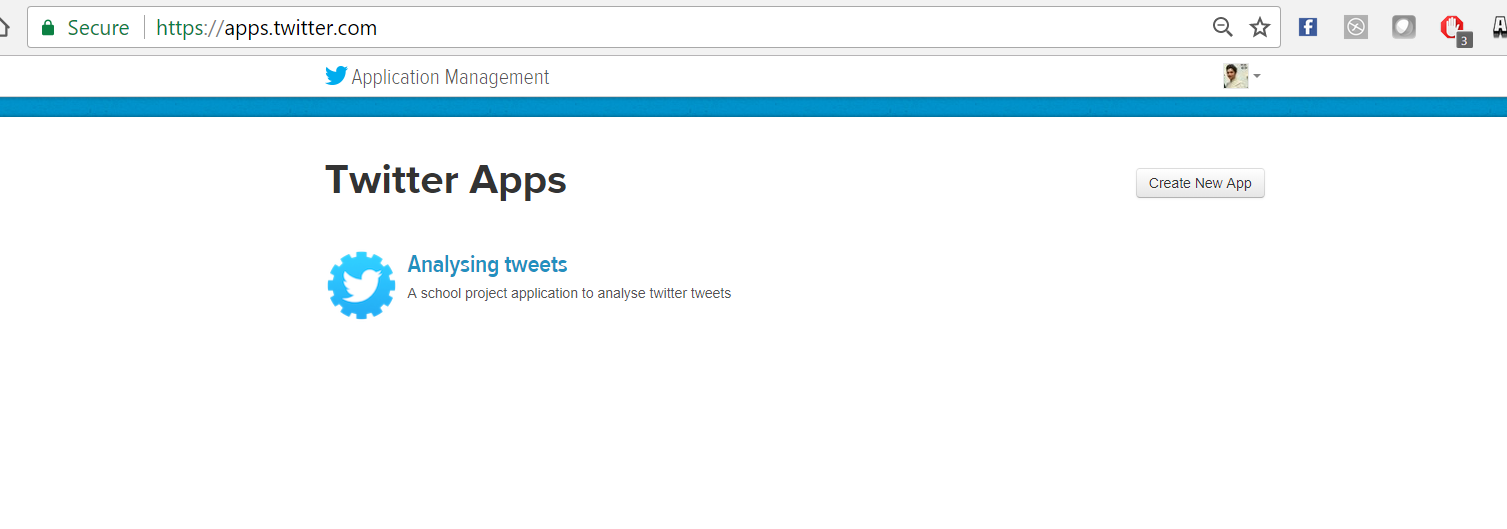 Secure https://apps.twitter.com
3
Application Management
Twitter Apps
Create New App
Analysing tweets
A school project application to analyse twitter tweets